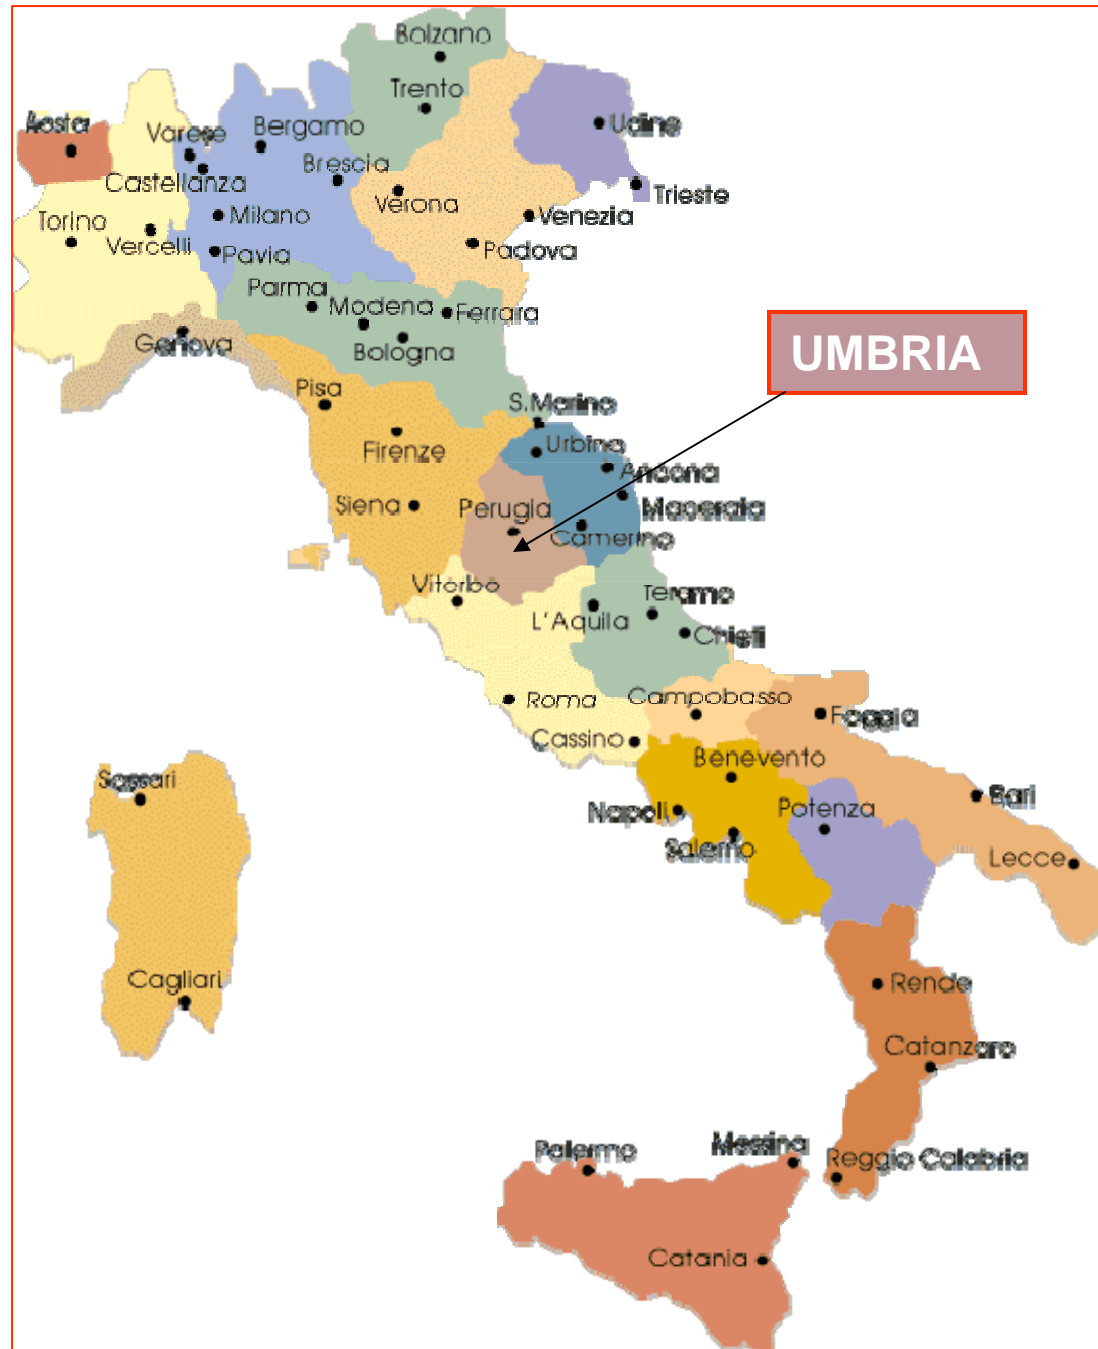 Bolzano
Trento
Aosta
Varese
Bergamo
Udine
Brescia
Castellanza
Verona
Trieste
Torino
Milano
Venezia
Vercelli
Pavia
Padova
Parma
Modena
Ferrara
Genova
Bologna
UMBRIA
Pisa
S.Marino
Firenze
Urbino
Ancona
Siena
Perugia
Macerata
Camerino
Viterbo
Teramo
L'Aquila
Chieti
Roma
Campobasso
Foggia
Cassino
Benevento
Sassari
Napoli
Potenza
Bari
Salerno
Lecce
Cagliari
Rende
Catanzaro
Palermo
Messina
Reggio Calabria
Catania